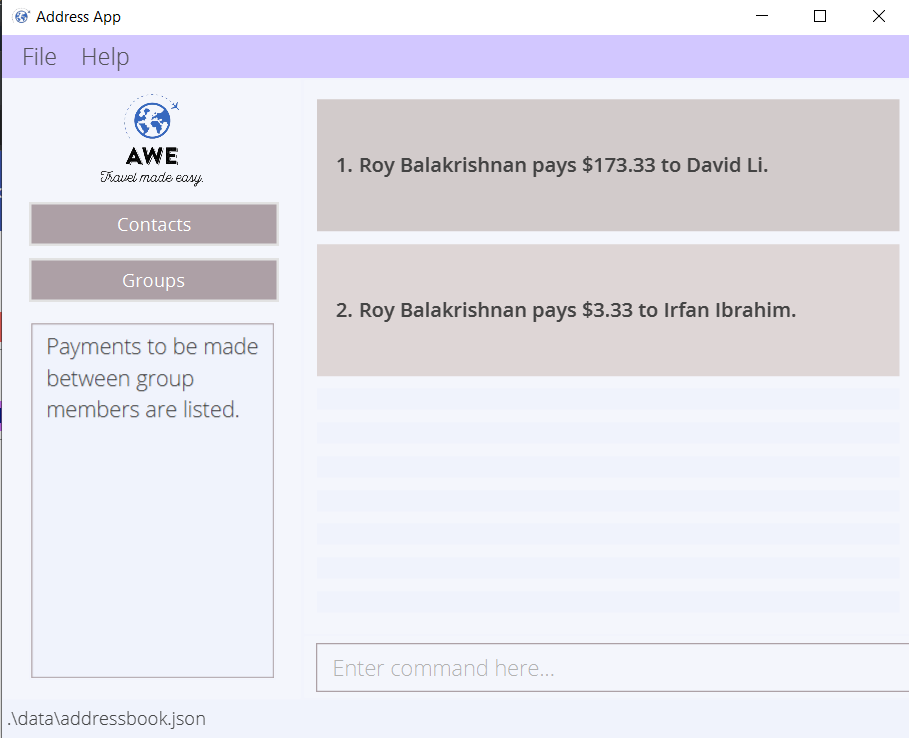 Address App
File Help
AWE
Travel made easy.
Contacts
Groups
Payments to be made
between group
members are listed.
1. Roy Balakrishnan pays $173.33 to David Li.
2. Roy Balakrishnan pays $3.33 to Irfan Ibrahim.
Enter command here...
.\data\addressbook.json